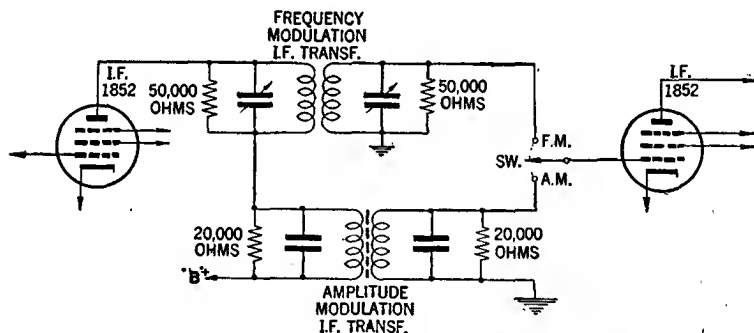 FREQUENCY
MODULATION
I.F. TRANSF.
I.F.
1852
50,000
OHMS
50,000
OHMS
I.F.
1852
F.M.
SW.
A.M.
20,000
OHMS
20,000
OHMS
"B"+
AMPLITUDE
MODULATION
I.F. TRANSF.